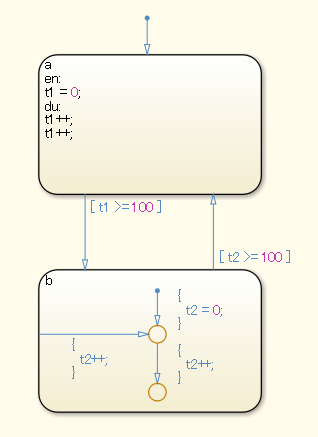 a
en:
t1 = 0;
du:
t1++;
t1++;
[ t1 >=100 ]
[ t2 >=100 ]
b
{
t2 = 0;
}
{
t2++;
}
{
t2++;
}